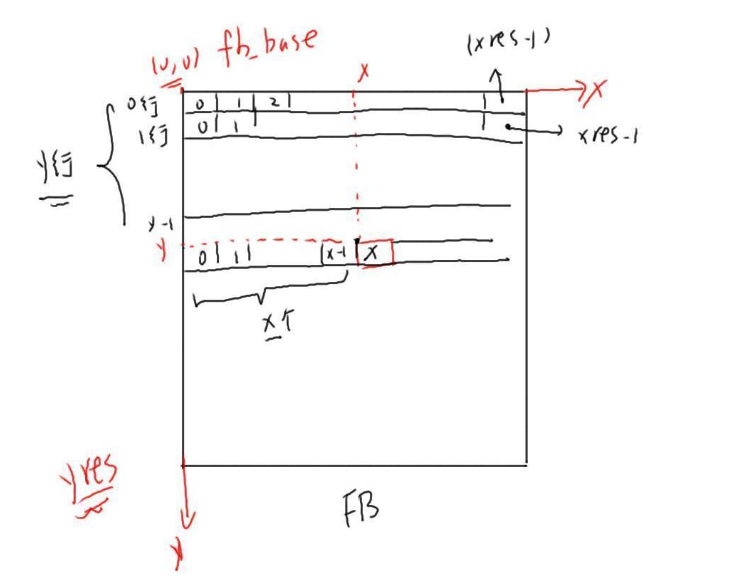 (0,0) fb_base
(xres-1)
x
x
0行 0 1 2
1行 0 1
xres-1
y行
y-1
y
0 1 x-1 x
x个
yres
FB
y